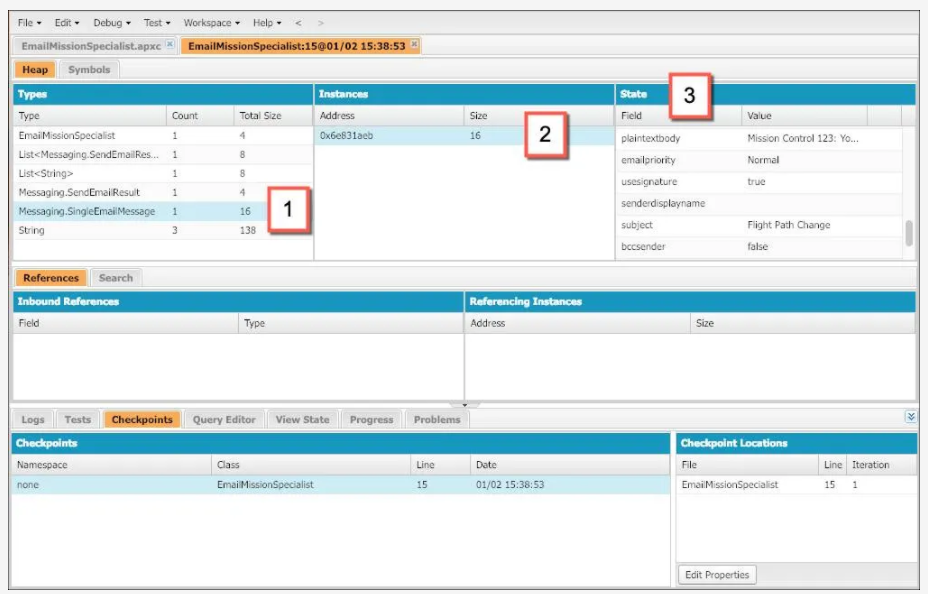 File Edit Debug Test Workspace Help < >
EmailMissionSpecialist.apxc EmailMissionSpecialist:15@01/02 15:38:53
Heap Symbols
Types Instances State 3
Type Count Total Size Address Size Field Value
EmailMissionSpecialist 1 4 0x6e831aeb 16 2 plaintextbody Mission Control 123: Yo...
List<Messaging.SendEmailRes... 1 8 emailpriority Normal
List<String> 1 8 usesignature true
Messaging.SendEmailResult 1 4 senderdisplayname
Messaging.SingleEmailMessage 1 16 1 subject Flight Path Change
String 3 138 bccsender false
References Search
Inbound References Referencing Instances
Field Type Address Size
Logs Tests Checkpoints Query Editor View State Progress Problems
Checkpoints Checkpoint Locations
Namespace Class Line Date File Line Iteration
none EmailMissionSpecialist 15 01/02 15:38:53 EmailMissionSpecialist 15 1
Edit Properties